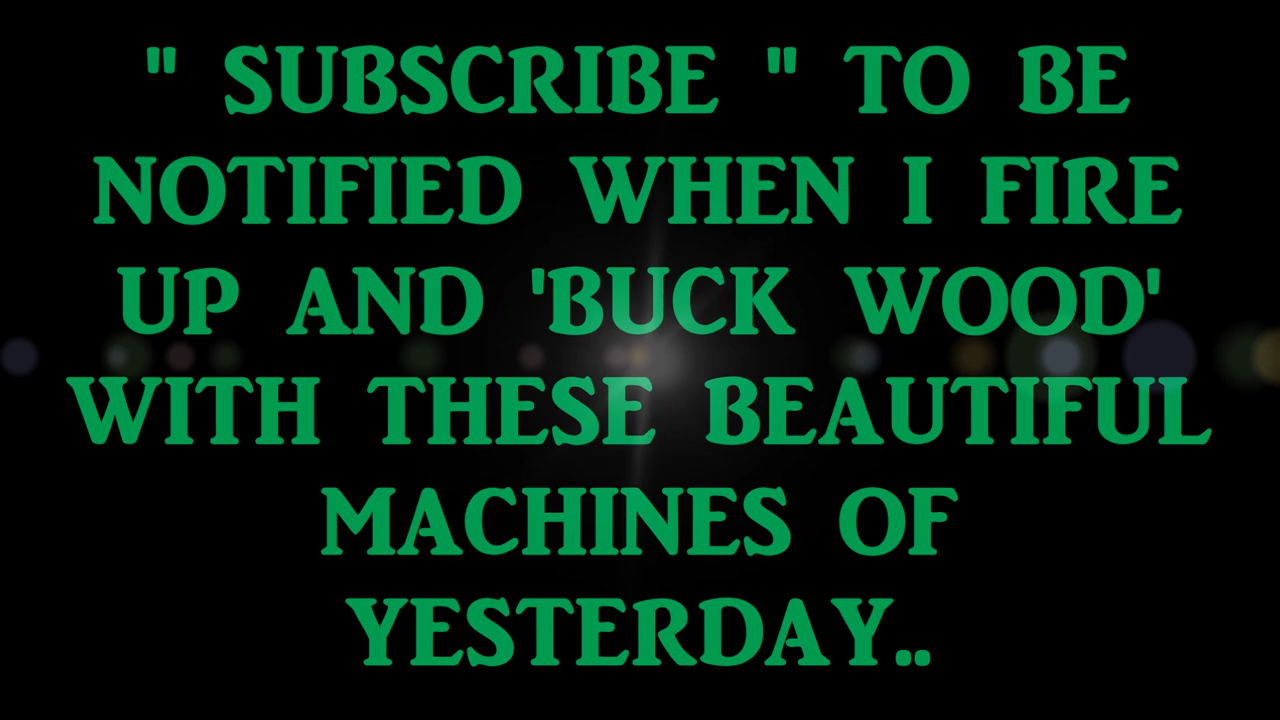 " SUBSCRIBE " TO BE
NOTIFIED WHEN I FIRE
UP AND 'BUCK WOOD'
WITH THESE BEAUTIFUL
MACHINES OF
YESTERDAY..